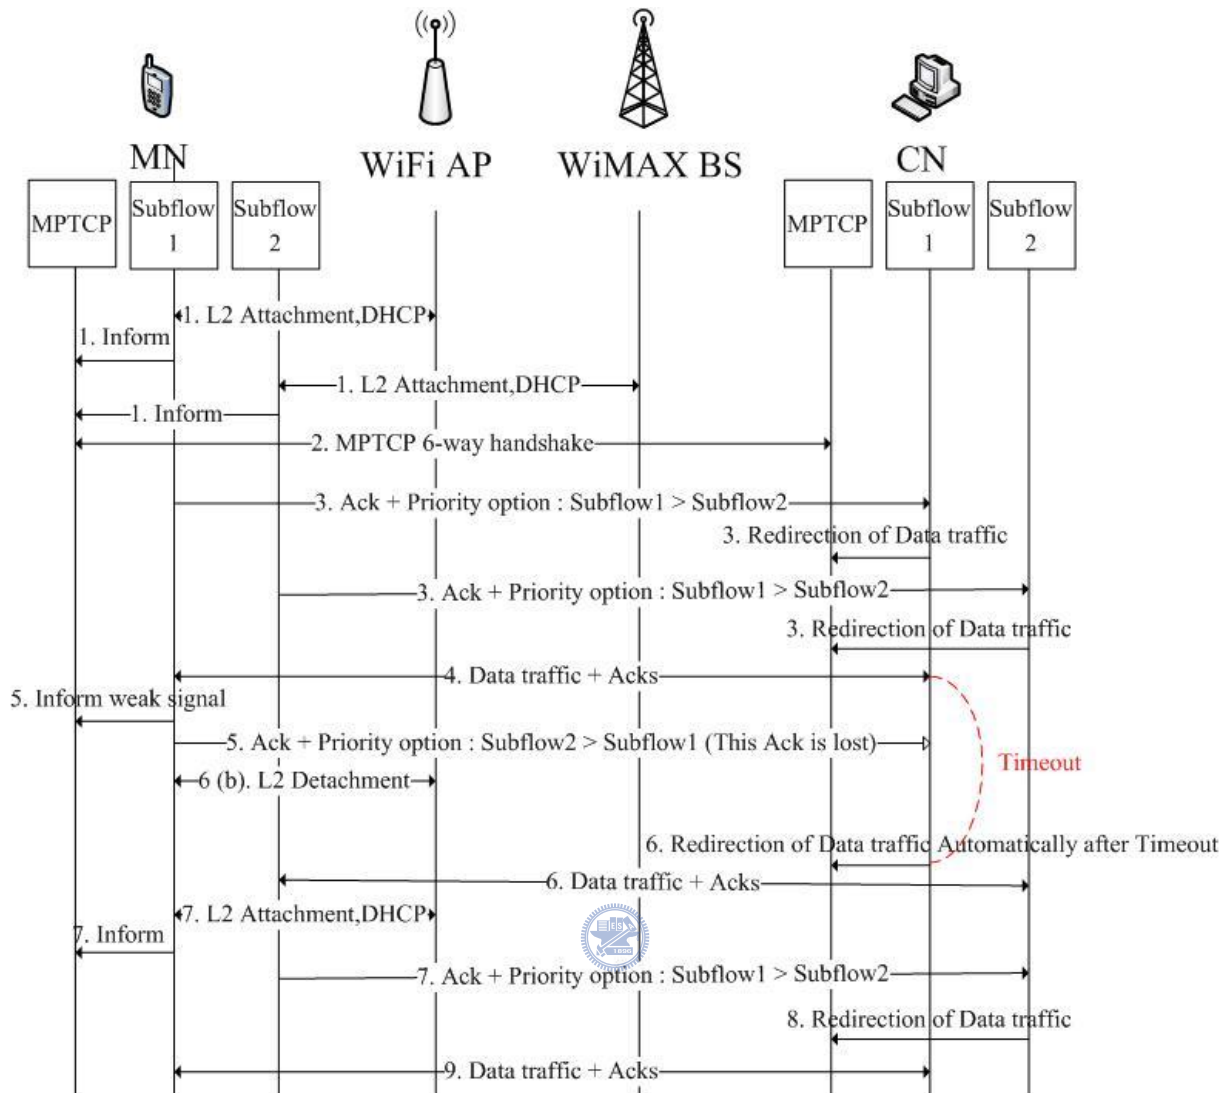 MN
WiFi AP
WiMAX BS
CN
MPTCP
Subflow
1
Subflow
2
MPTCP
Subflow
1
Subflow
2
1. L2 Attachment,DHCP
1. Inform
1. L2 Attachment,DHCP
1. Inform
2. MPTCP 6-way handshake
3. Ack + Priority option : Subflow1 > Subflow2
3. Redirection of Data traffic
3. Ack + Priority option : Subflow1 > Subflow2
3. Redirection of Data traffic
4. Data traffic + Acks
5. Inform weak signal
5. Ack + Priority option : Subflow2 > Subflow1 (This Ack is lost)
Timeout
6 (b). L2 Detachment
6. Redirection of Data traffic Automatically after Timeout
6. Data traffic + Acks
7. L2 Attachment,DHCP
7. Inform
ES
1896
7. Ack + Priority option : Subflow1 > Subflow2
8. Redirection of Data traffic
9. Data traffic + Acks